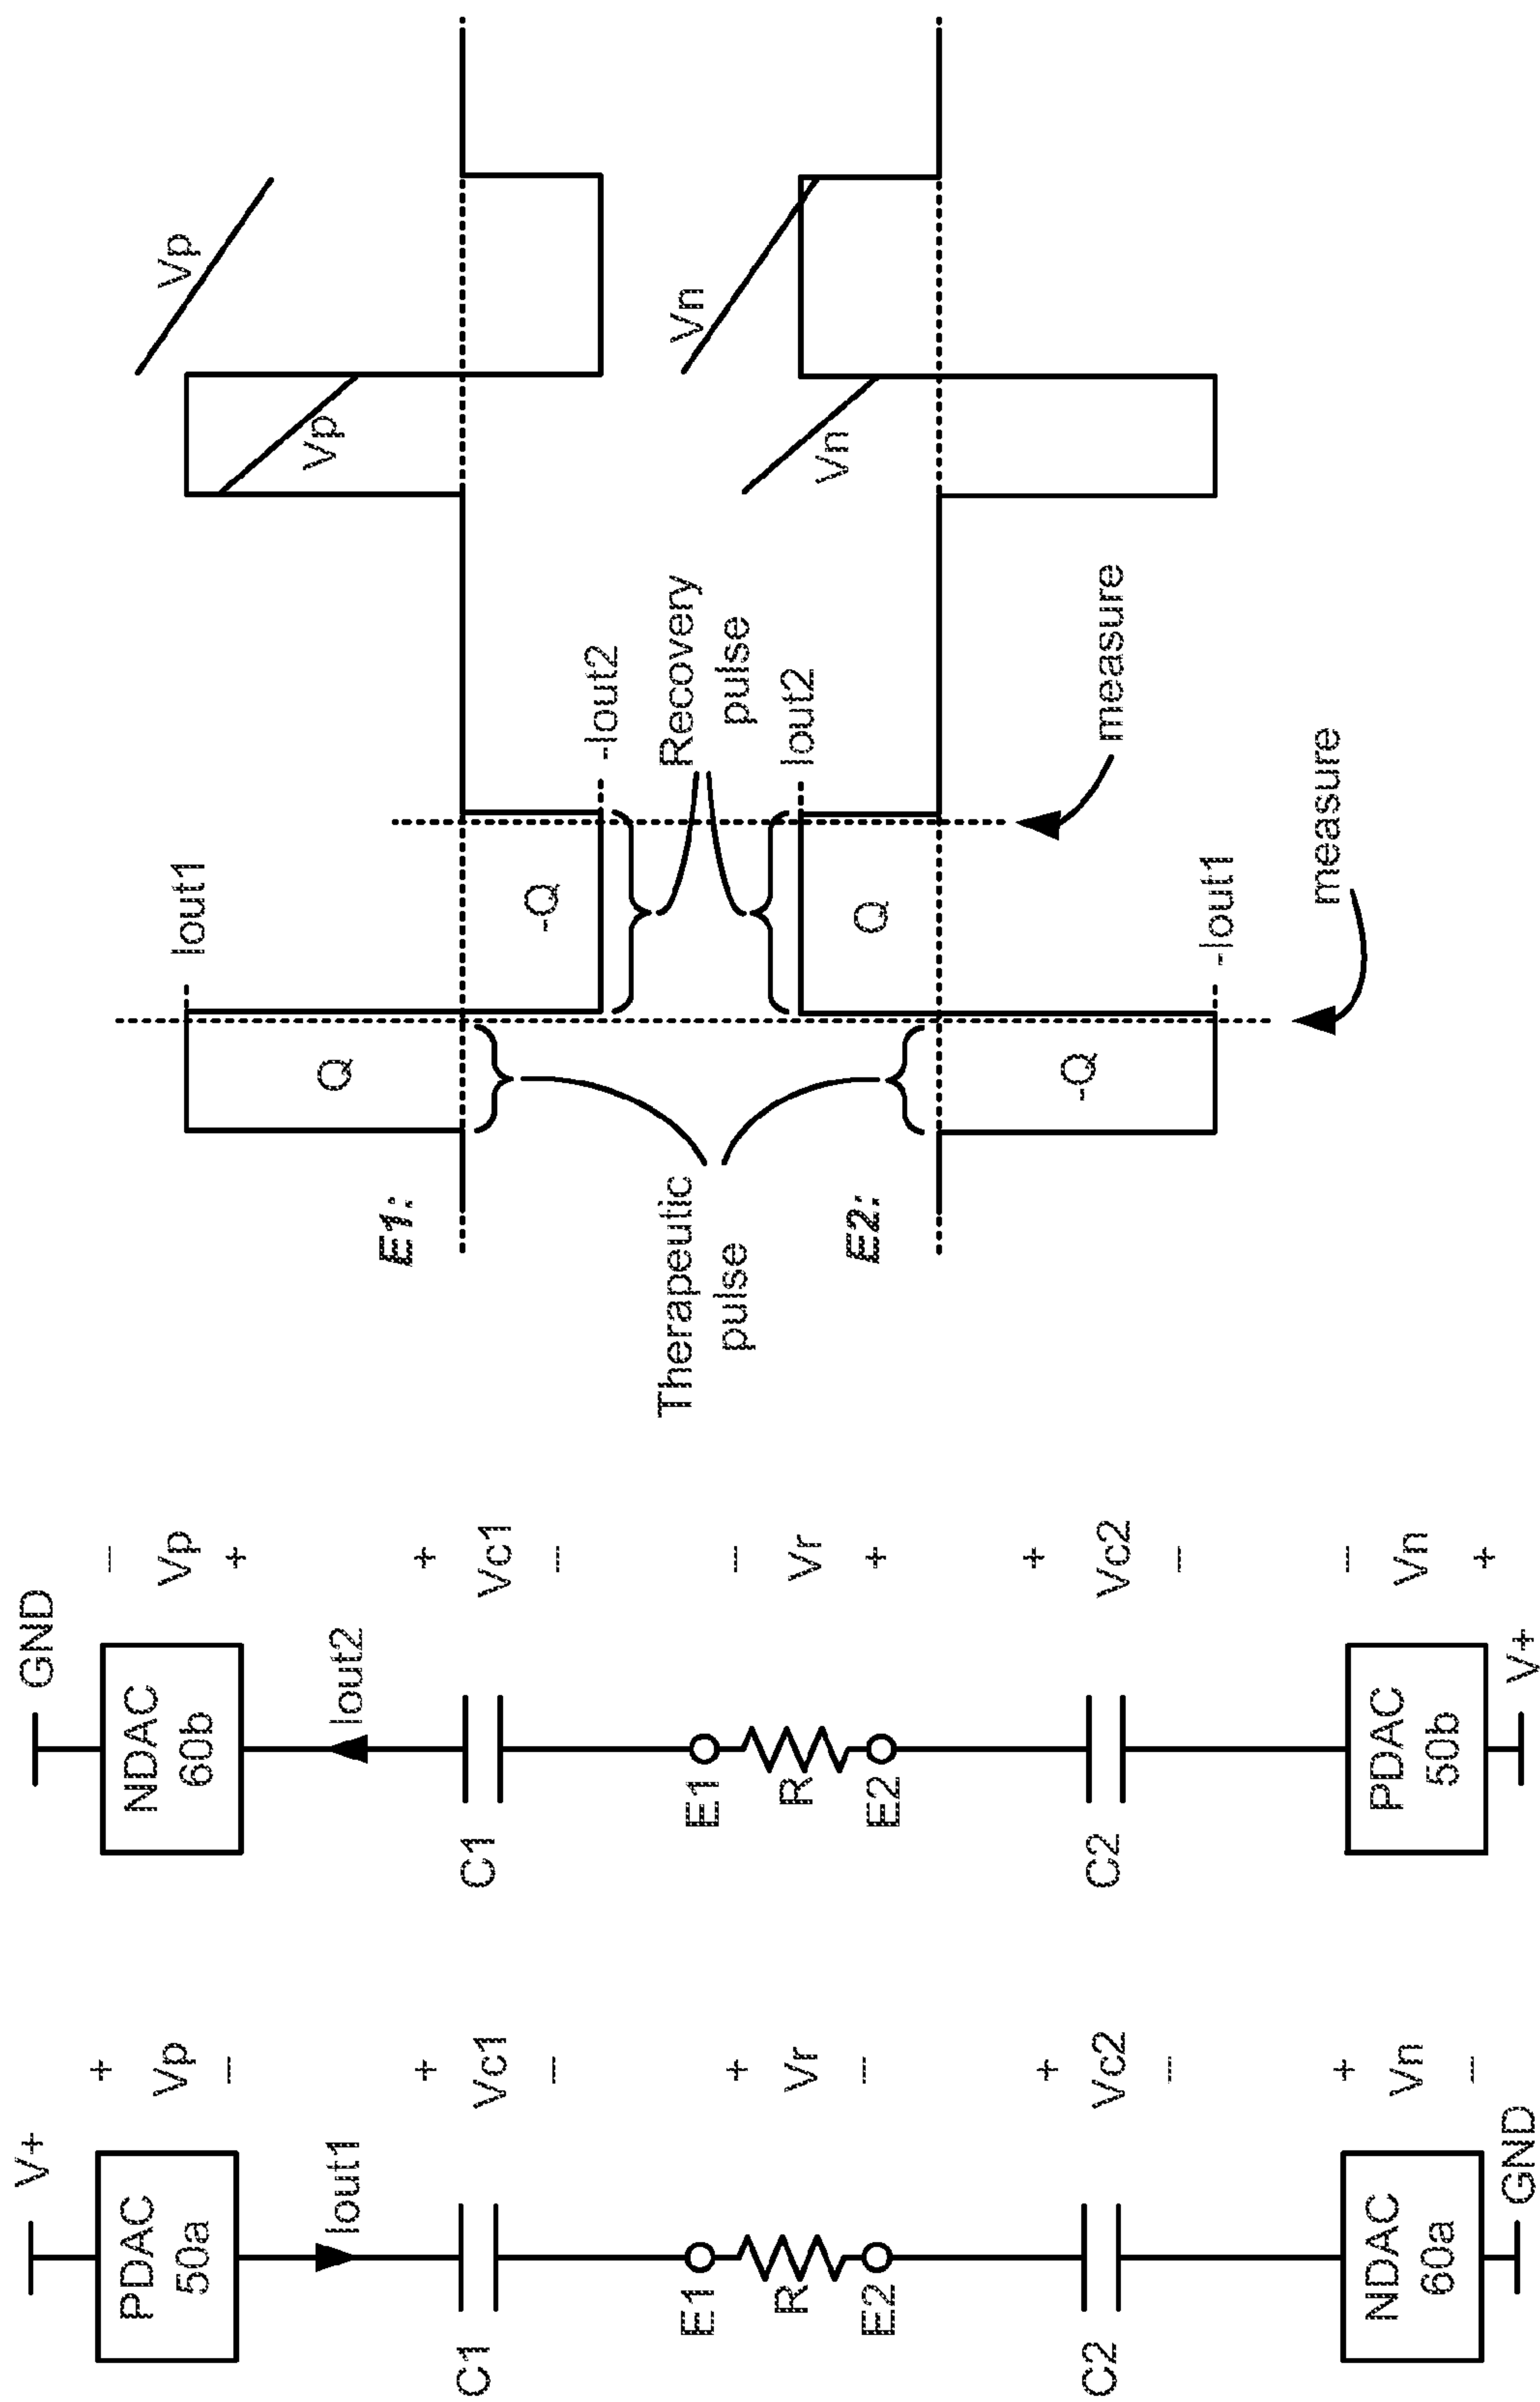 V+
PDAC
50a
Iout1
C1
E1
R
E2
C2
NDAC
60a
GND
+
Vp
−
+
Vc1
−
+
Vr
−
+
Vc2
−
+
Vn
−
GND
NDAC
60b
Iout2
C1
E1
R
E2
C2
PDAC
50b
V+
−
Vp
+
+
Vc1
−
−
Vr
+
+
Vc2
−
−
Vn
+
E1:
Iout1
Q
-Q
-Iout2
Vp
Vp
Therapeutic
pulse
Recovery
pulse
E2:
Iout2
Q
-Q
-Iout1
Vn
Vn
measure
measure